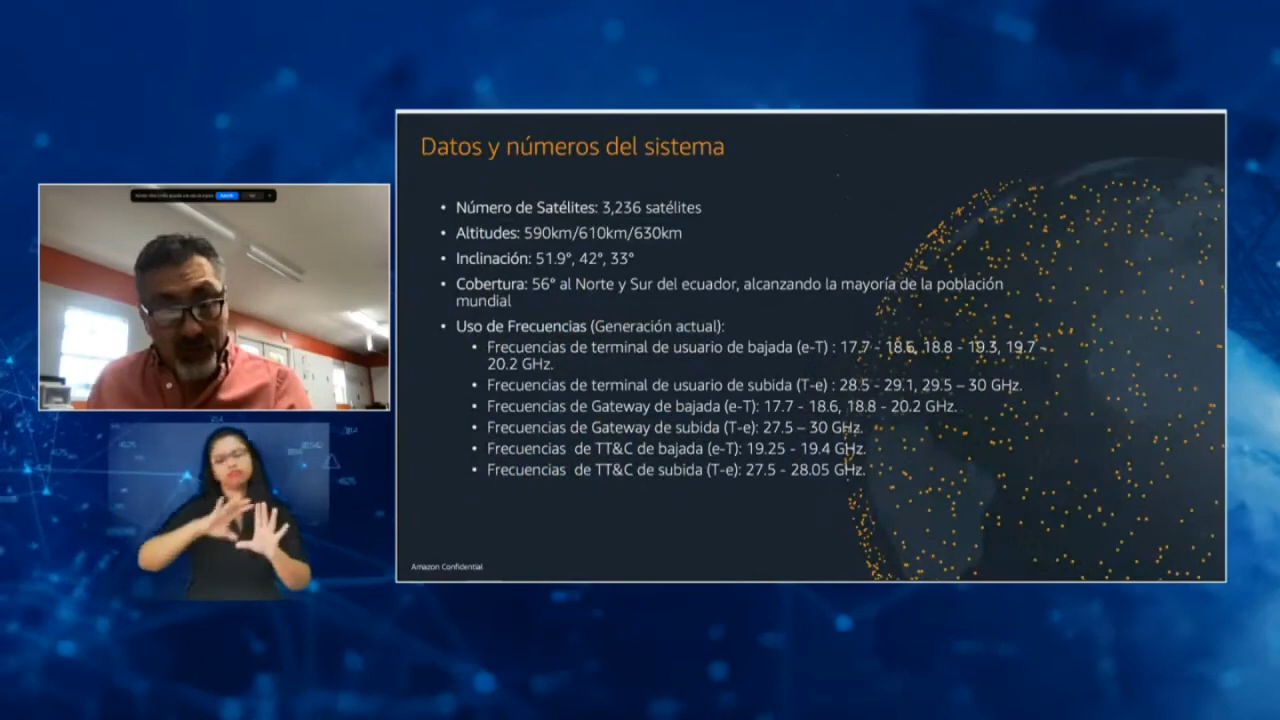 Datos y números del sistema
• Número de Satélites: 3,236 satélites
• Altitudes: 590km/610km/630km
• Inclinación: 51.9°, 42°, 33°
• Cobertura: 56° al Norte y Sur del ecuador, alcanzando la mayoría de la población
mundial
• Uso de Frecuencias (Generación actual):
• Frecuencias de terminal de usuario de bajada (e-T) : 17.7 - 18.6, 18.8 - 19.3, 19.7 -
20.2 GHz.
• Frecuencias de terminal de usuario de subida (T-e) : 28.5 - 29.1, 29.5 – 30 GHz.
• Frecuencias de Gateway de bajada (e-T): 17.7 - 18.6, 18.8 - 20.2 GHz.
• Frecuencias de Gateway de subida (T-e): 27.5 – 30 GHz.
• Frecuencias de TT&C de bajada (e-T): 19.25 - 19.4 GHz.
• Frecuencias de TT&C de subida (T-e): 27.5 - 28.05 GHz.
Amazon Confidential